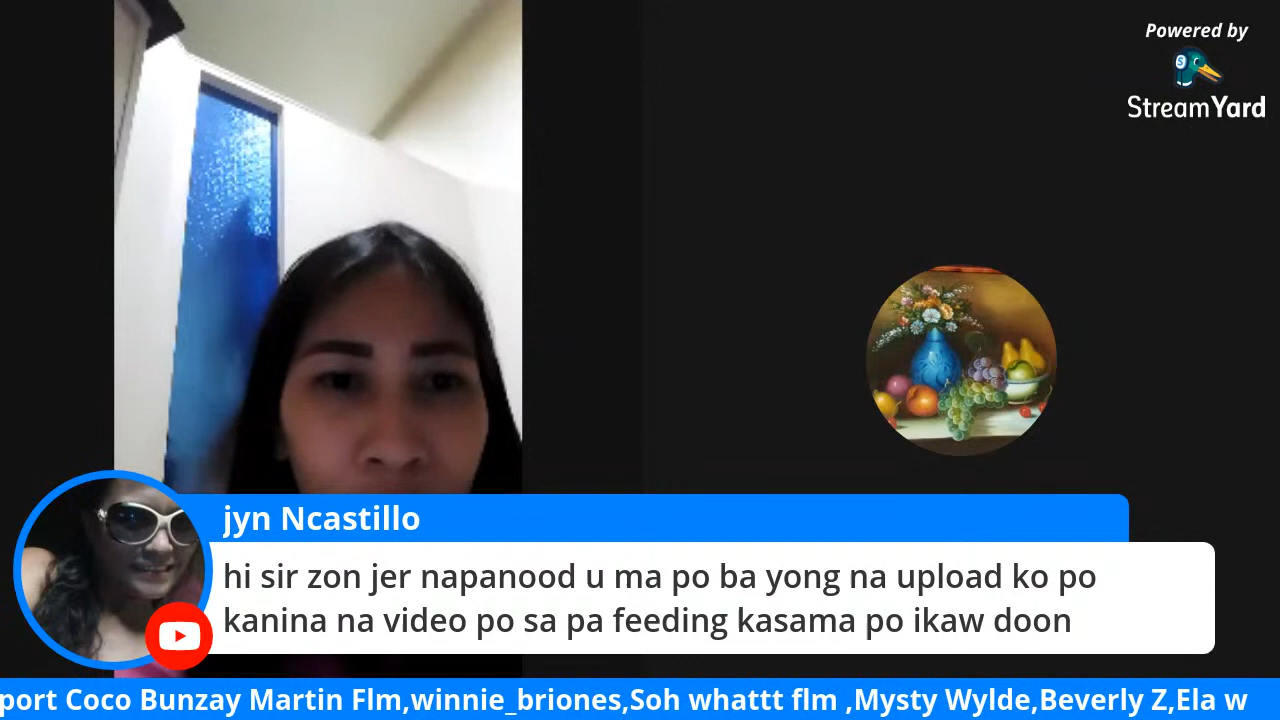 Powered by
StreamYard
jyn Ncastillo
hi sir zon jer napanood u ma po ba yong na upload ko po
kanina na video po sa pa feeding kasama po ikaw doon
port Coco Bunzay Martin Flm,winnie_briones,Soh whattt flm ,Mysty Wylde,Beverly Z,Ela w